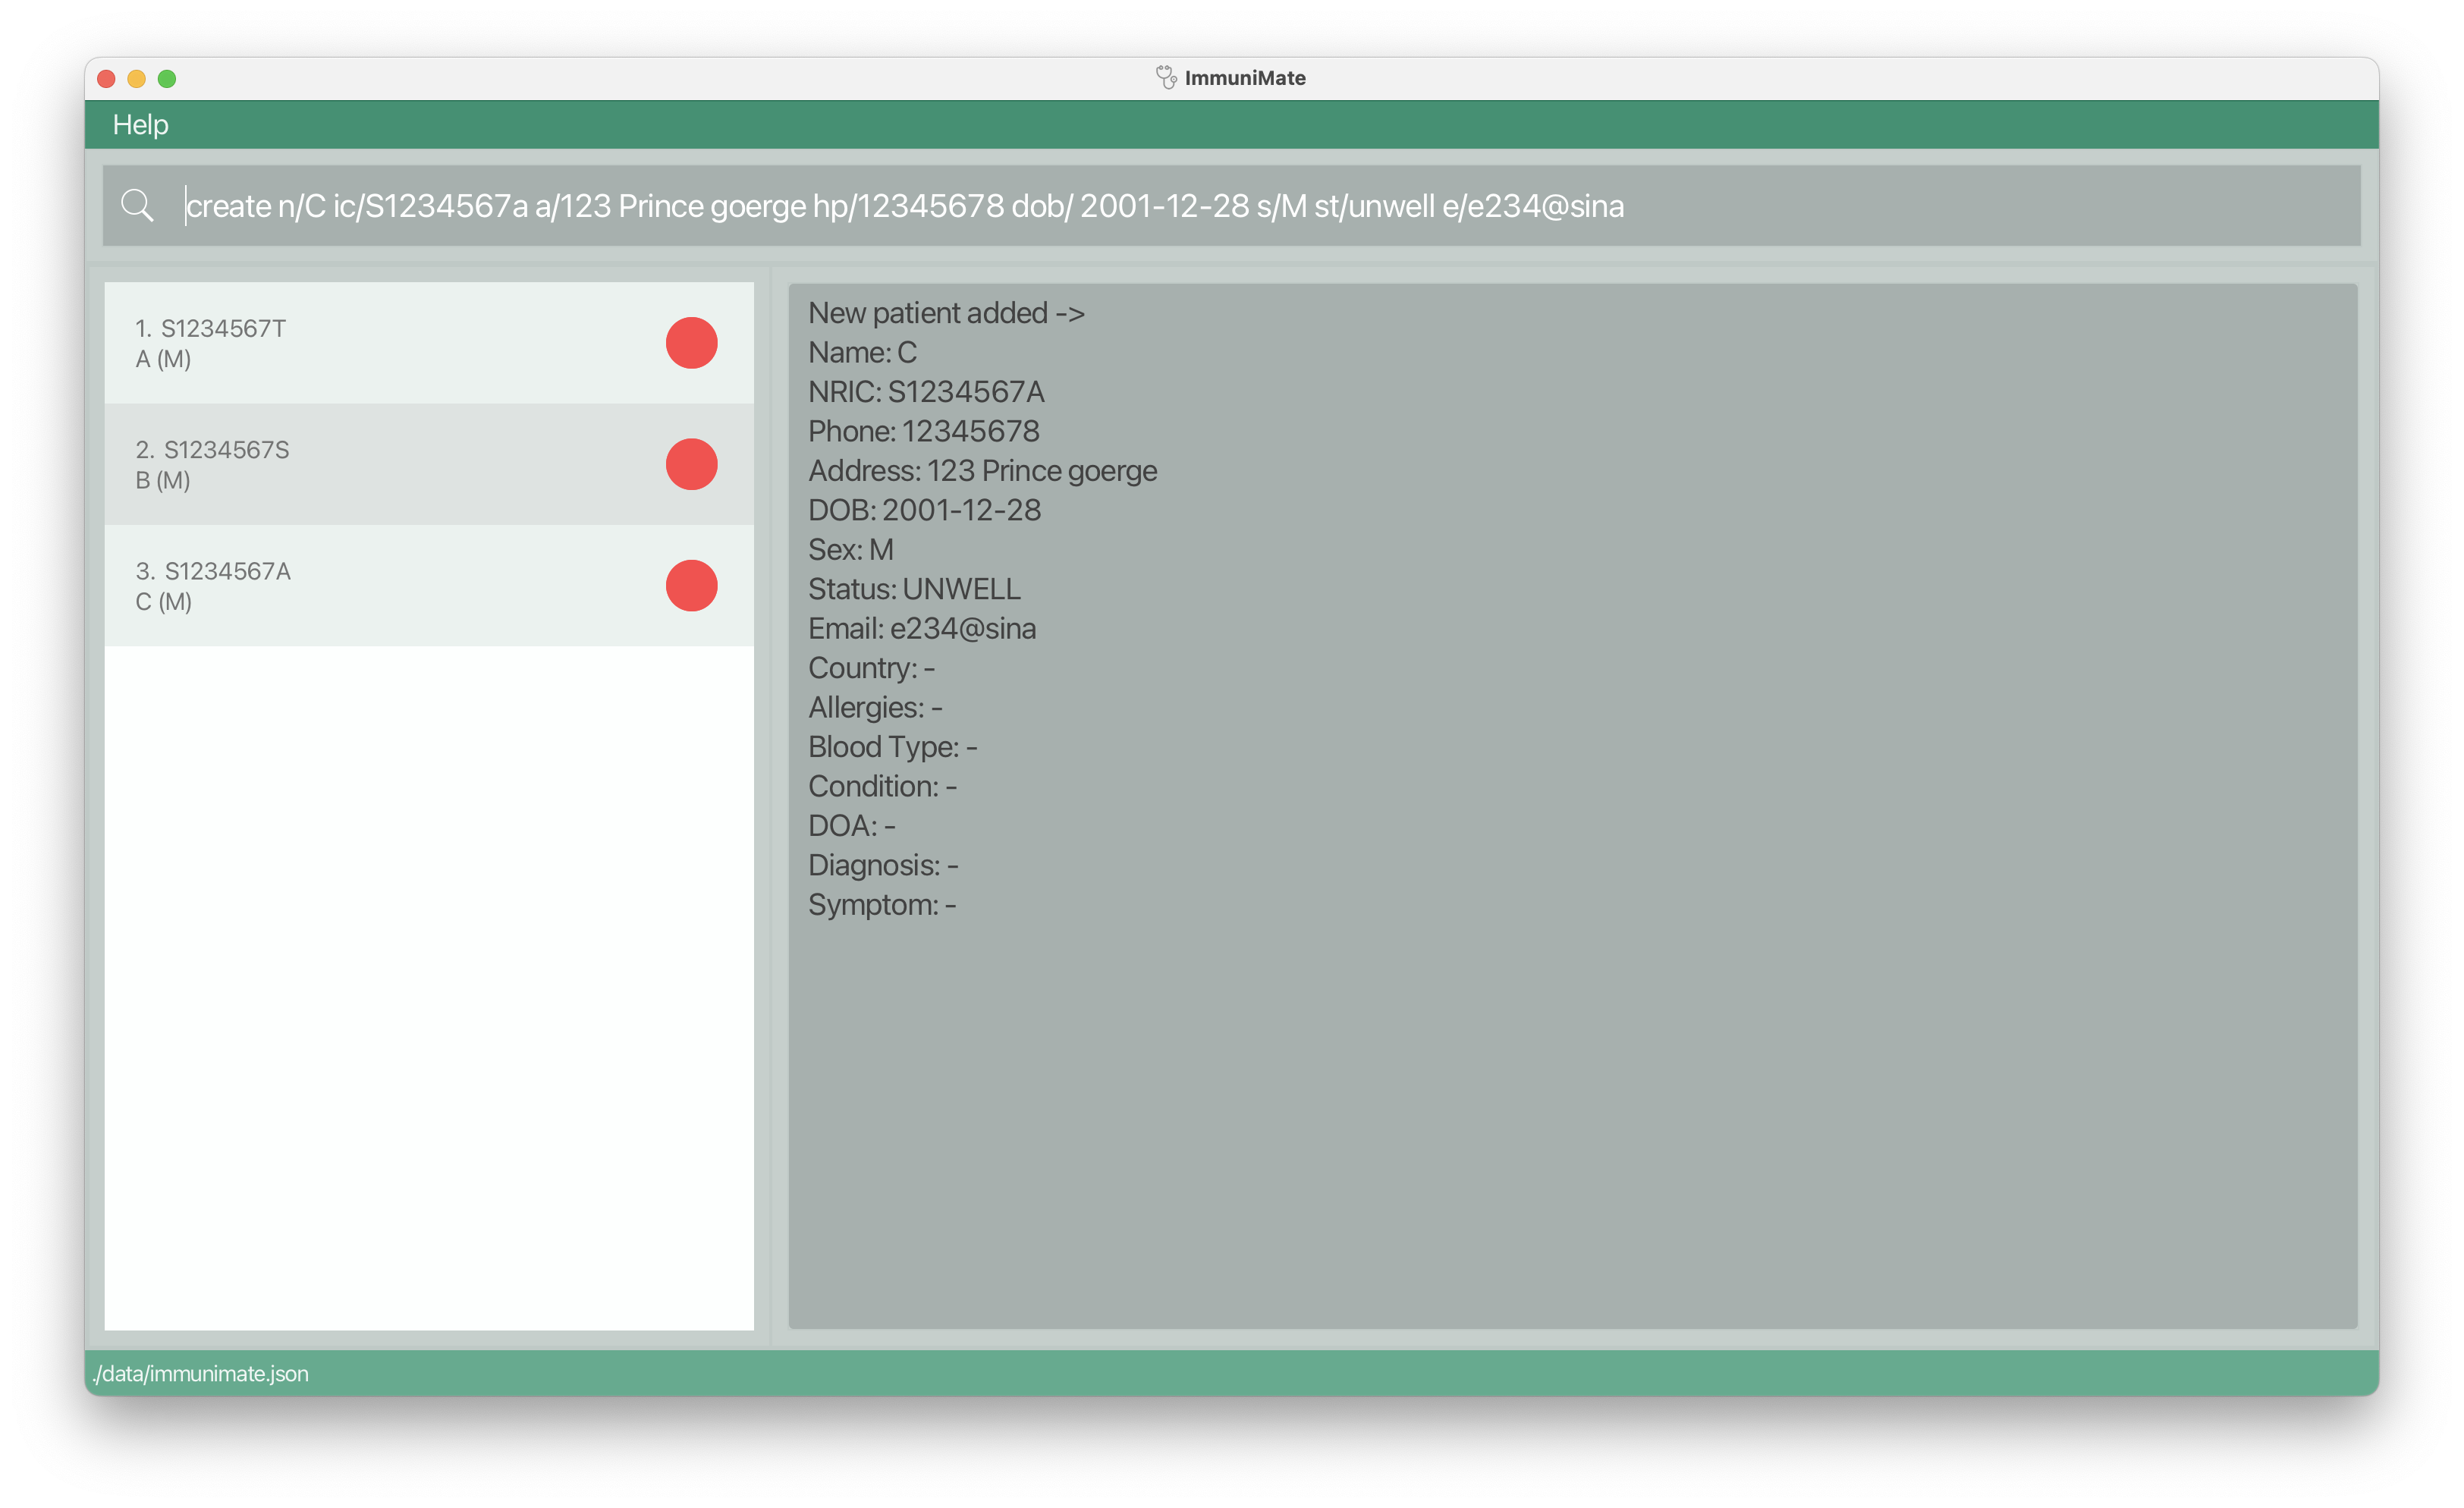 ImmuniMate
Help
create n/C ic/S1234567a a/123 Prince goerge hp/12345678 dob/ 2001-12-28 s/M st/unwell e/e234@sina
1. S1234567T
A (M)
2. S1234567S
B (M)
3. S1234567A
C (M)
New patient added ->
Name: C
NRIC: S1234567A
Phone: 12345678
Address: 123 Prince goerge
DOB: 2001-12-28
Sex: M
Status: UNWELL
Email: e234@sina
Country: -
Allergies: -
Blood Type: -
Condition: -
DOA: -
Diagnosis: -
Symptom: -
./data/immunimate.json